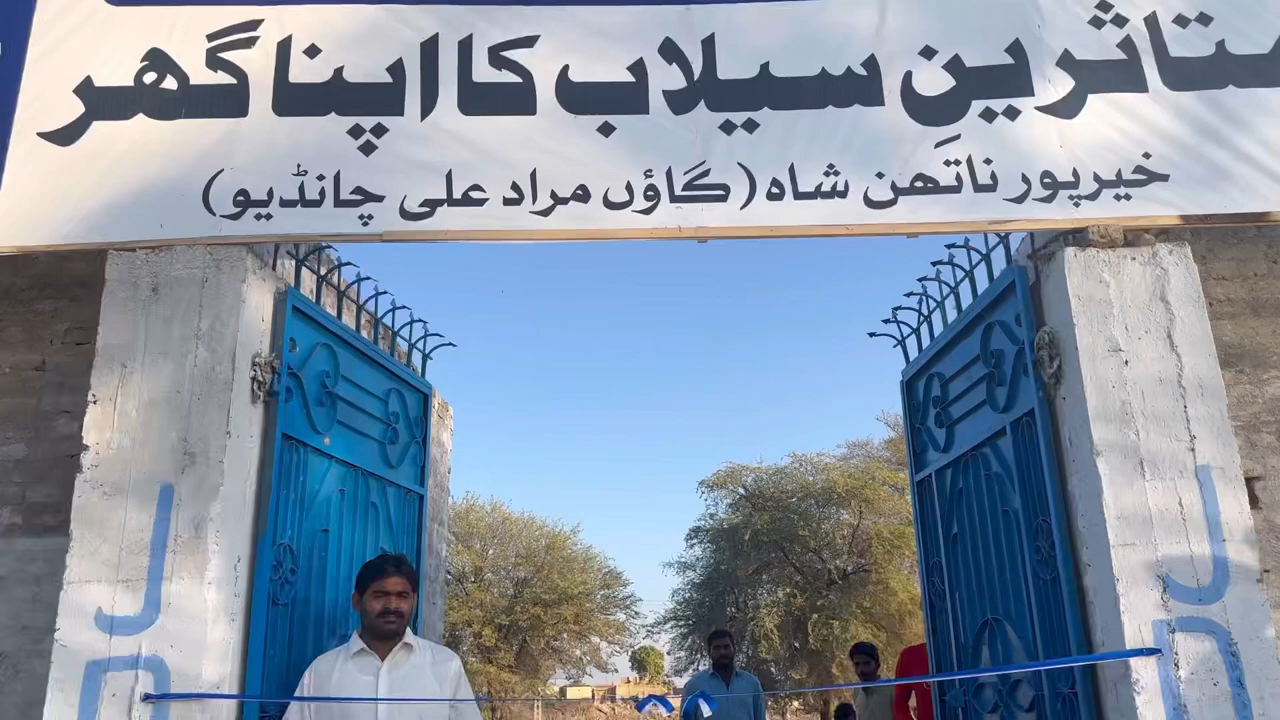 متاثرینِ سیلاب کا اپنا گھر
خیرپور ناتھن شاہ (گاؤں مراد علی چانڈیو)
J
J